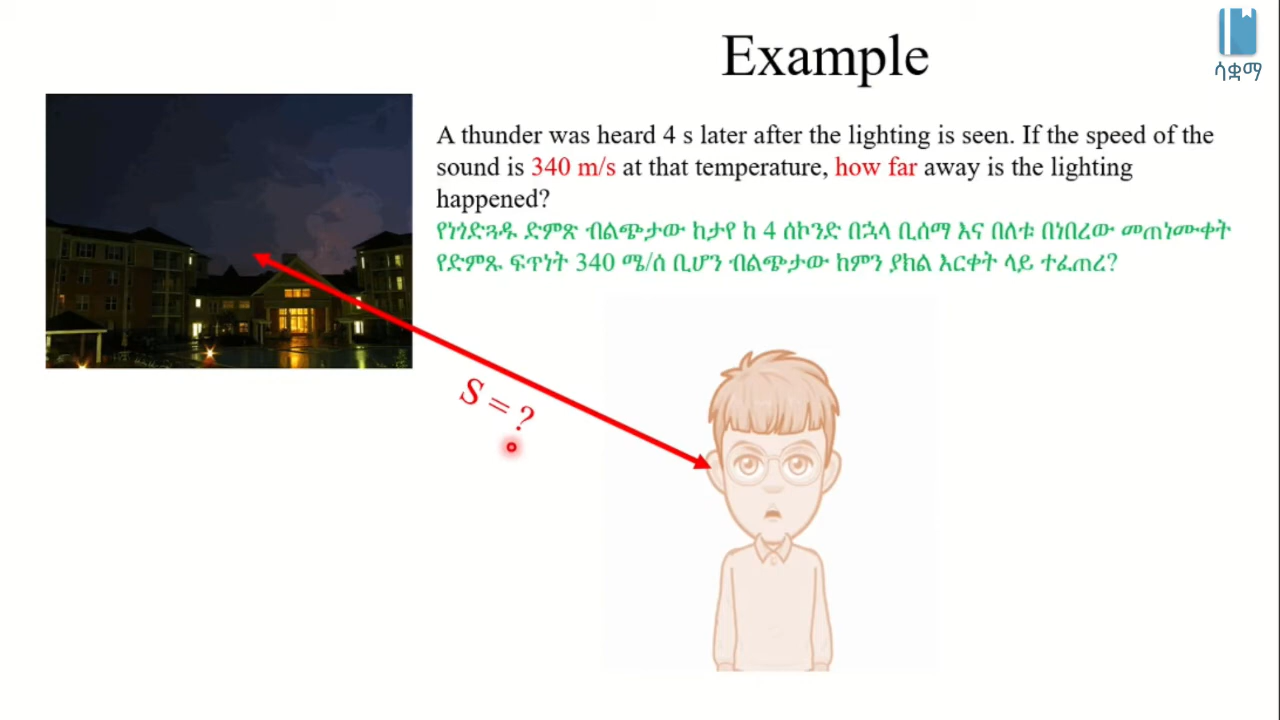 Example
ሳቋማ
A thunder was heard 4 s later after the lighting is seen. If the speed of the
sound is 340 m/s at that temperature, how far away is the lighting
happened?
የነጎድጓዱ ድምጽ ብልጭታው ከታየ ከ 4 ሰኮንድ በኋላ ቢሰማ እና በለቱ በነበረው መጠነሙቀት
የድምጹ ፍጥነት 340 ሜ/ሰ ቢሆን ብልጭታው ከምን ያክል እርቀት ላይ ተፈጠረ?
S = ?